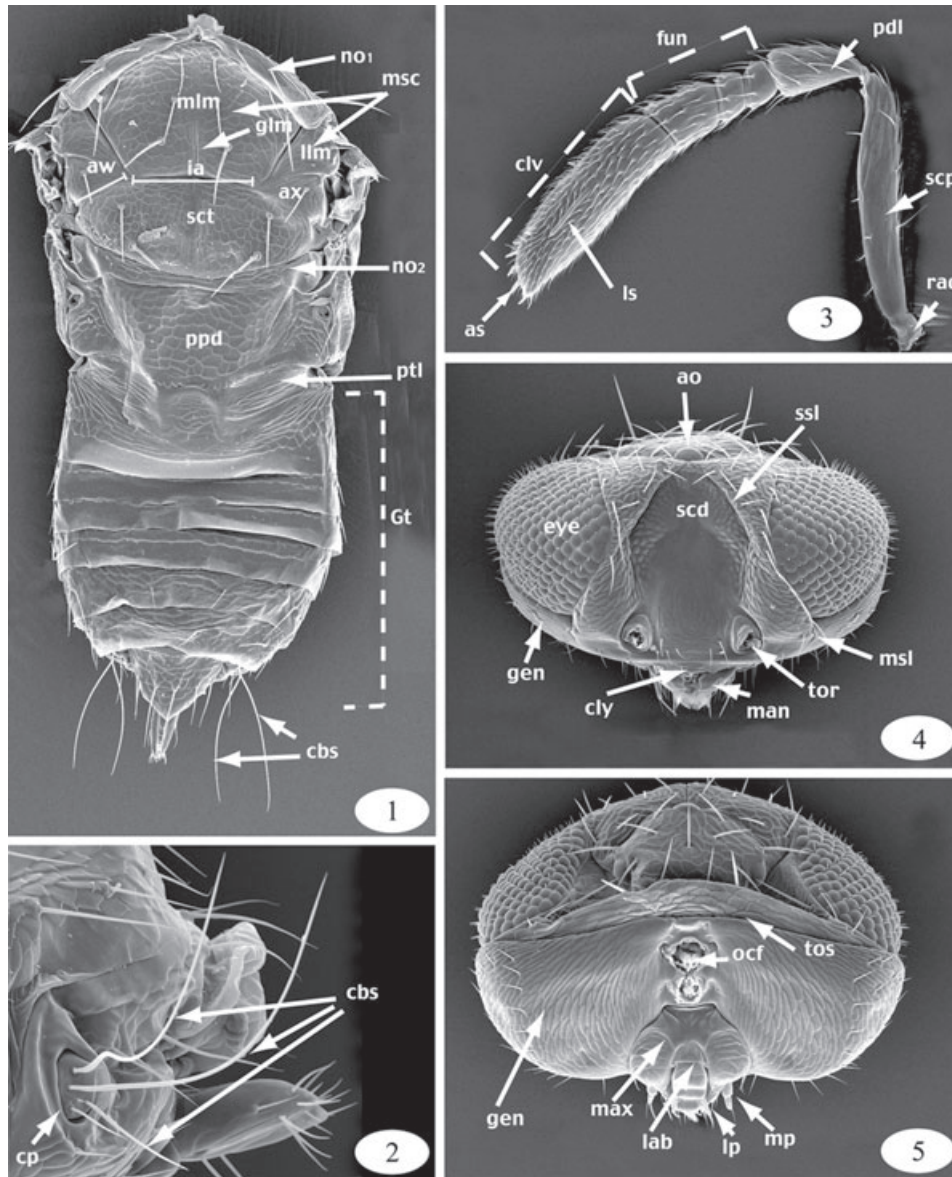 no1
msc
mlm
glm
llm
aw
ia
ax
sct
no2
ppd
ptl
Gt
cbs
1
cbs
cp
2
fun
pdl
clv
scp
ls
as
rad
3
ao
ssl
scd
eye
gen
msl
cly
man
tor
4
tos
ocf
gen
max
lab
lp
mp
5